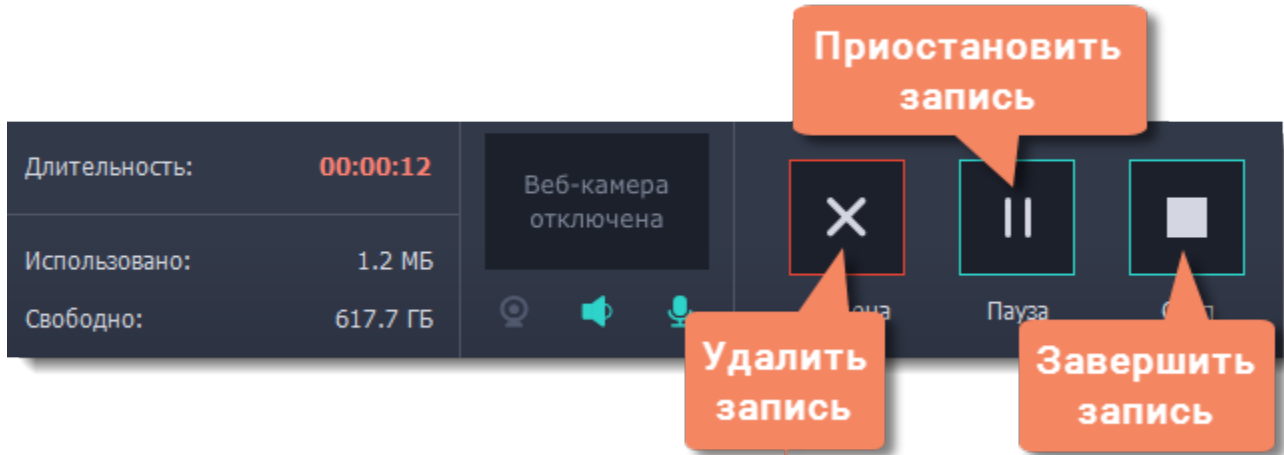 Приостановить
запись
Длительность: 00:00:12
Веб-камера
отключена
Использовано: 1.2 МБ
Свободно: 617.7 ГБ
Пауза
Удалить
запись
Завершить
запись